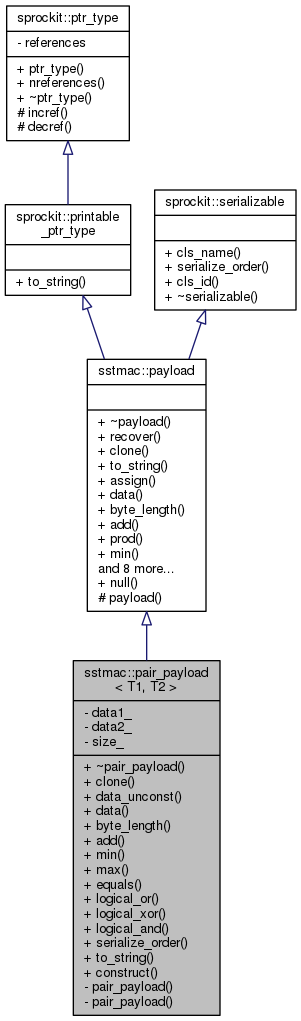 sprockit::ptr_type
- references
+ ptr_type()
+ nreferences()
+ ~ptr_type()
# incref()
# decref()
sprockit::printable
_ptr_type
+ to_string()
sprockit::serializable
+ cls_name()
+ serialize_order()
+ cls_id()
+ ~serializable()
sstmac::payload
+ ~payload()
+ recover()
+ clone()
+ to_string()
+ assign()
+ data()
+ byte_length()
+ add()
+ prod()
+ min()
and 8 more...
+ null()
# payload()
sstmac::pair_payload
< T1, T2 >
- data1_
- data2_
- size_
+ ~pair_payload()
+ clone()
+ data_unconst()
+ data()
+ byte_length()
+ add()
+ min()
+ max()
+ equals()
+ logical_or()
+ logical_xor()
+ logical_and()
+ serialize_order()
+ to_string()
+ construct()
- pair_payload()
- pair_payload()